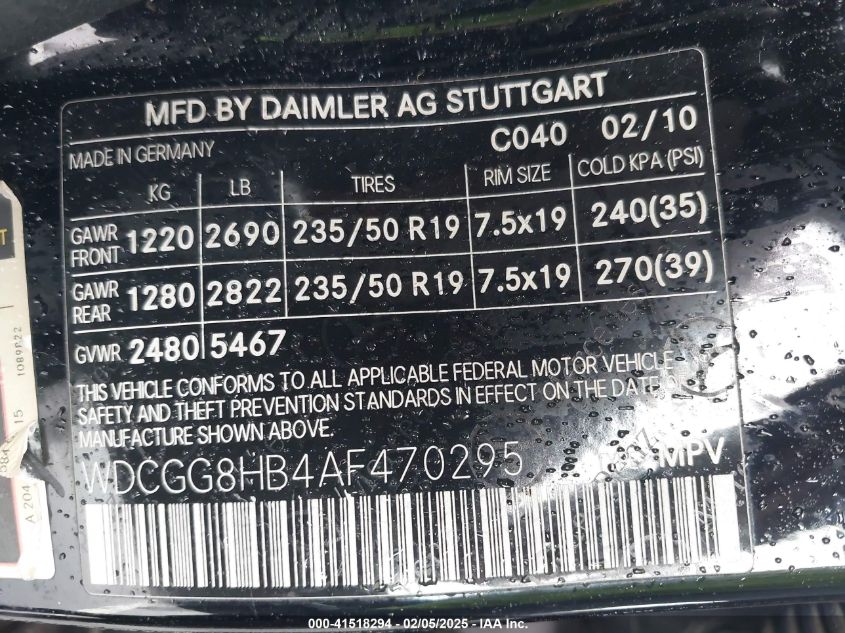 MFD BY DAIMLER AG STUTTGART
MADE IN GERMANY C040 02/10
KG LB TIRES RIM SIZE COLD KPA (PSI)
GAWR FRONT 1220 2690 235/50 R19 7.5x19 240(35)
GAWR REAR 1280 2822 235/50 R19 7.5x19 270(39)
GVWR 2480 5467
THIS VEHICLE CONFORMS TO ALL APPLICABLE FEDERAL MOTOR VEHICLE
SAFETY AND THEFT PREVENTION STANDARDS IN EFFECT ON THE DATE OF
MANUFACTURE SHOWN ABOVE.
WDCGG8HB4AF470295 MPV
15
A 204
000-41518294 - 02/05/2025 - IAA Inc.